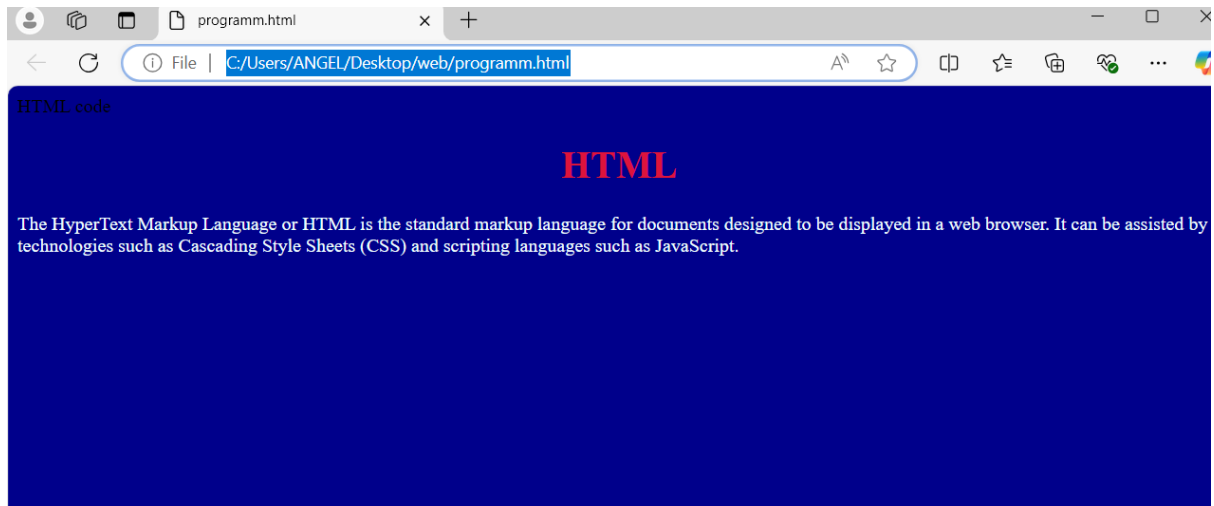 programm.html
File | C:/Users/ANGEL/Desktop/web/programm.html
HTML code
HTML
The HyperText Markup Language or HTML is the standard markup language for documents designed to be displayed in a web browser. It can be assisted by
technologies such as Cascading Style Sheets (CSS) and scripting languages such as JavaScript.